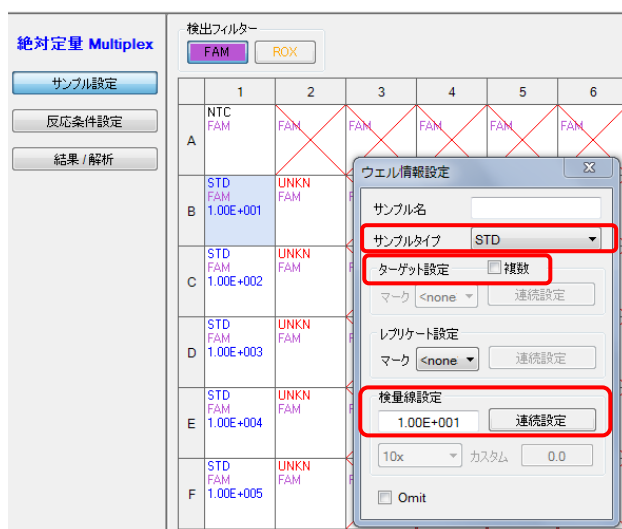 絶対定量 Multiplex
サンプル設定
反応条件設定
結果 / 解析
検出フィルター
FAM ROX
1 2 3 4 5 6
A
NTC
FAM FAM FAM FAM FAM FAM
B
STD UNKN
FAM FAM
1.00E+001
C
STD UNKN
FAM FAM
1.00E+002
D
STD UNKN
FAM FAM
1.00E+003
E
STD UNKN
FAM FAM
1.00E+004
F
STD UNKN
FAM FAM
1.00E+005
ウェル情報設定
サンプル名
サンプルタイプ STD
ターゲット設定 複数
マーク <none 連続設定
レプリケート設定
マーク <none 連続設定
検量線設定
1.00E+001 連続設定
10x カスタム 0.0
Omit